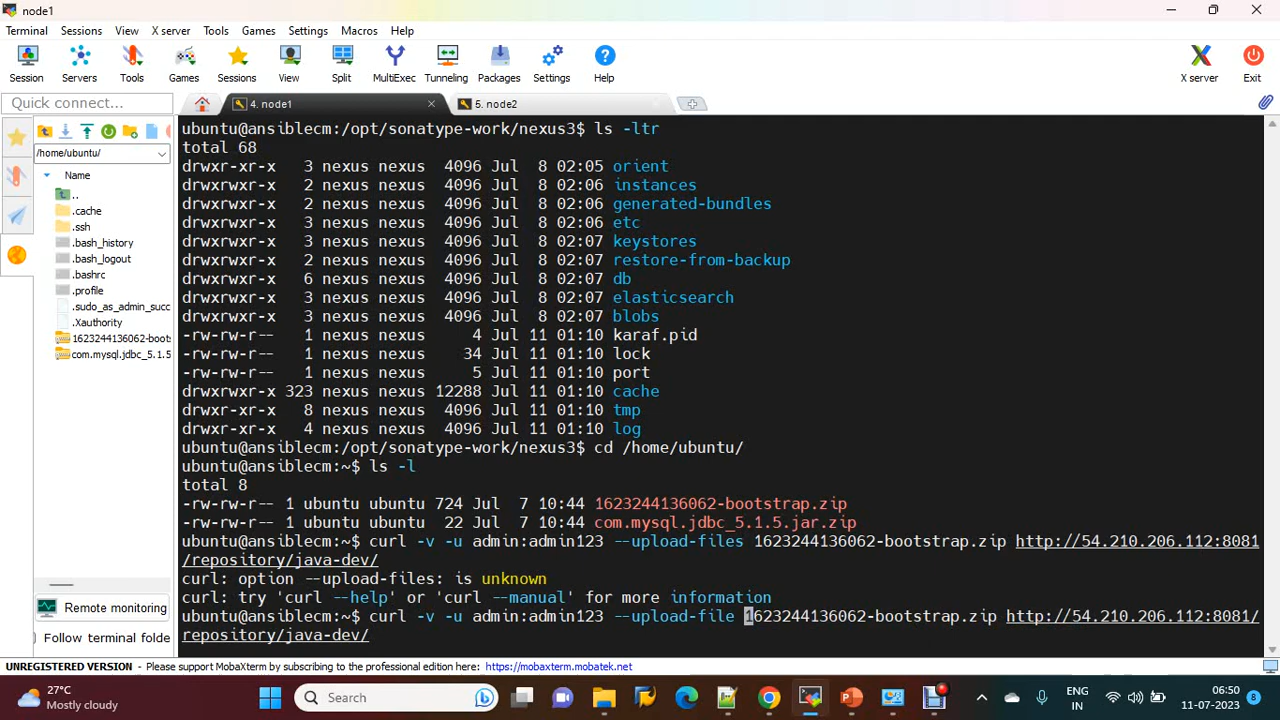 node1
Terminal Sessions View X server Tools Games Settings Macros Help
Session Servers Tools Games Sessions View Split MultiExec Tunneling Packages Settings Help X server Exit
Quick connect...
4. node1
5. node2
/home/ubuntu/
Name
..
.cache
.ssh
.bash_history
.bash_logout
.bashrc
.profile
.sudo_as_admin_succ
.Xauthority
1623244136062-boots
com.mysql.jdbc_5.1.5
Remote monitoring
Follow terminal folde
ubuntu@ansiblecm:/opt/sonatype-work/nexus3$ ls -ltr
total 68
drwxr-xr-x 3 nexus nexus 4096 Jul 8 02:05 orient
drwxrwxr-x 2 nexus nexus 4096 Jul 8 02:06 instances
drwxrwxr-x 2 nexus nexus 4096 Jul 8 02:06 generated-bundles
drwxrwxr-x 3 nexus nexus 4096 Jul 8 02:06 etc
drwxrwxr-x 3 nexus nexus 4096 Jul 8 02:07 keystores
drwxrwxr-x 2 nexus nexus 4096 Jul 8 02:07 restore-from-backup
drwxrwxr-x 6 nexus nexus 4096 Jul 8 02:07 db
drwxrwxr-x 3 nexus nexus 4096 Jul 8 02:07 elasticsearch
drwxrwxr-x 3 nexus nexus 4096 Jul 8 02:07 blobs
-rw-rw-r-- 1 nexus nexus 4 Jul 11 01:10 karaf.pid
-rw-rw-r-- 1 nexus nexus 34 Jul 11 01:10 lock
-rw-rw-r-- 1 nexus nexus 5 Jul 11 01:10 port
drwxrwxr-x 323 nexus nexus 12288 Jul 11 01:10 cache
drwxr-xr-x 8 nexus nexus 4096 Jul 11 01:10 tmp
drwxrwxr-x 4 nexus nexus 4096 Jul 11 01:10 log
ubuntu@ansiblecm:/opt/sonatype-work/nexus3$ cd /home/ubuntu/
ubuntu@ansiblecm:~$ ls -l
total 8
-rw-rw-r-- 1 ubuntu ubuntu 724 Jul 7 10:44 1623244136062-bootstrap.zip
-rw-rw-r-- 1 ubuntu ubuntu 22 Jul 7 10:44 com.mysql.jdbc_5.1.5.jar.zip
ubuntu@ansiblecm:~$ curl -v -u admin:admin123 --upload-files 1623244136062-bootstrap.zip http://54.210.206.112:8081
/repository/java-dev/
curl: option --upload-files: is unknown
curl: try 'curl --help' or 'curl --manual' for more information
ubuntu@ansiblecm:~$ curl -v -u admin:admin123 --upload-file 1623244136062-bootstrap.zip http://54.210.206.112:8081/
repository/java-dev/
UNREGISTERED VERSION - Please support MobaXterm by subscribing to the professional edition here: https://mobaxterm.mobatek.net
27°C
Mostly cloudy
Search
ENG
IN
06:50
11-07-2023
8